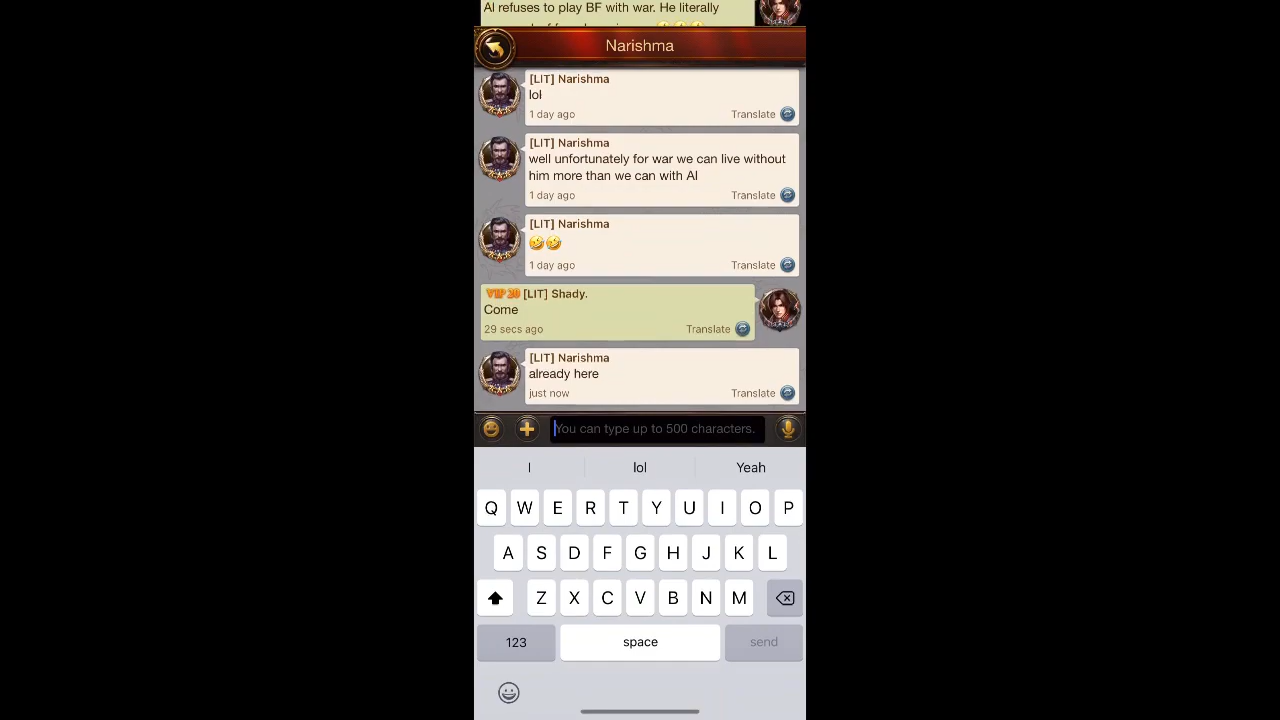 Al refuses to play BF with war. He literally
Narishma
[LIT] Narishma
lol
1 day ago
Translate
[LIT] Narishma
well unfortunately for war we can live without
him more than we can with Al
1 day ago
Translate
[LIT] Narishma
🤣🤣
1 day ago
Translate
VIP 20 [LIT] Shady.
Come
29 secs ago
Translate
[LIT] Narishma
already here
just now
Translate
You can type up to 500 characters.
I lol Yeah
Q W E R T Y U I O P
A S D F G H J K L
Z X C V B N M
123 space send